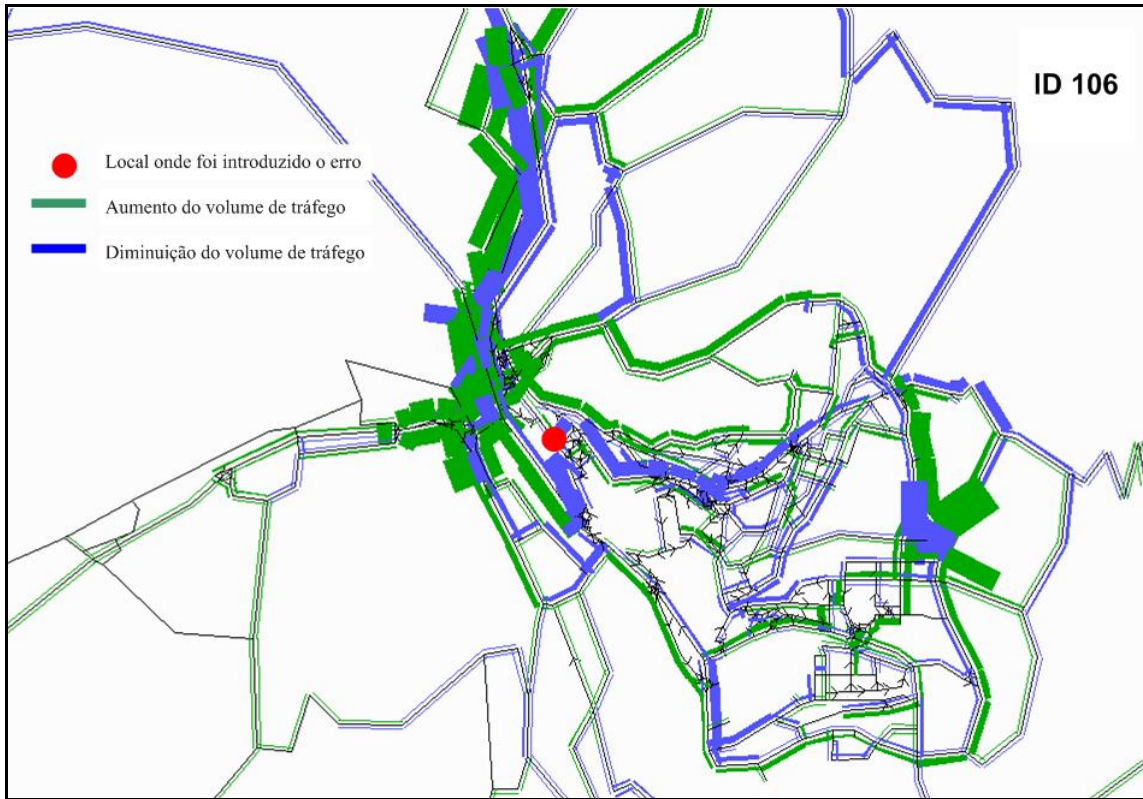 ID 106
Local onde foi introduzido o erro
Aumento do volume de tráfego
Diminuição do volume de tráfego